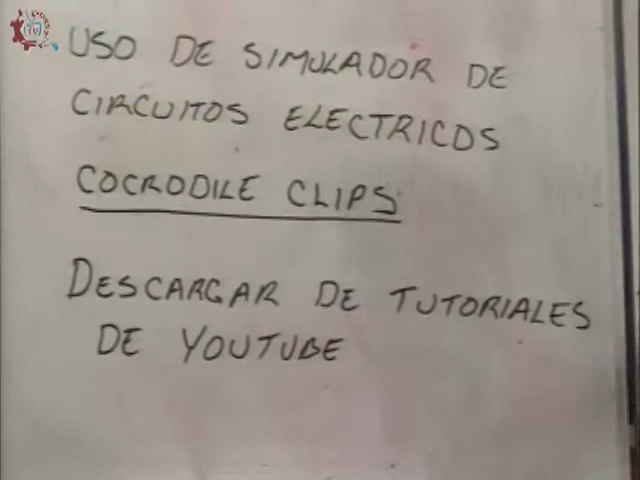 USO DE SIMULADOR DE
CIRCUITOS ELECTRICOS
COCRODILE CLIPS
DESCARGAR DE TUTORIALES
DE YOUTUBE